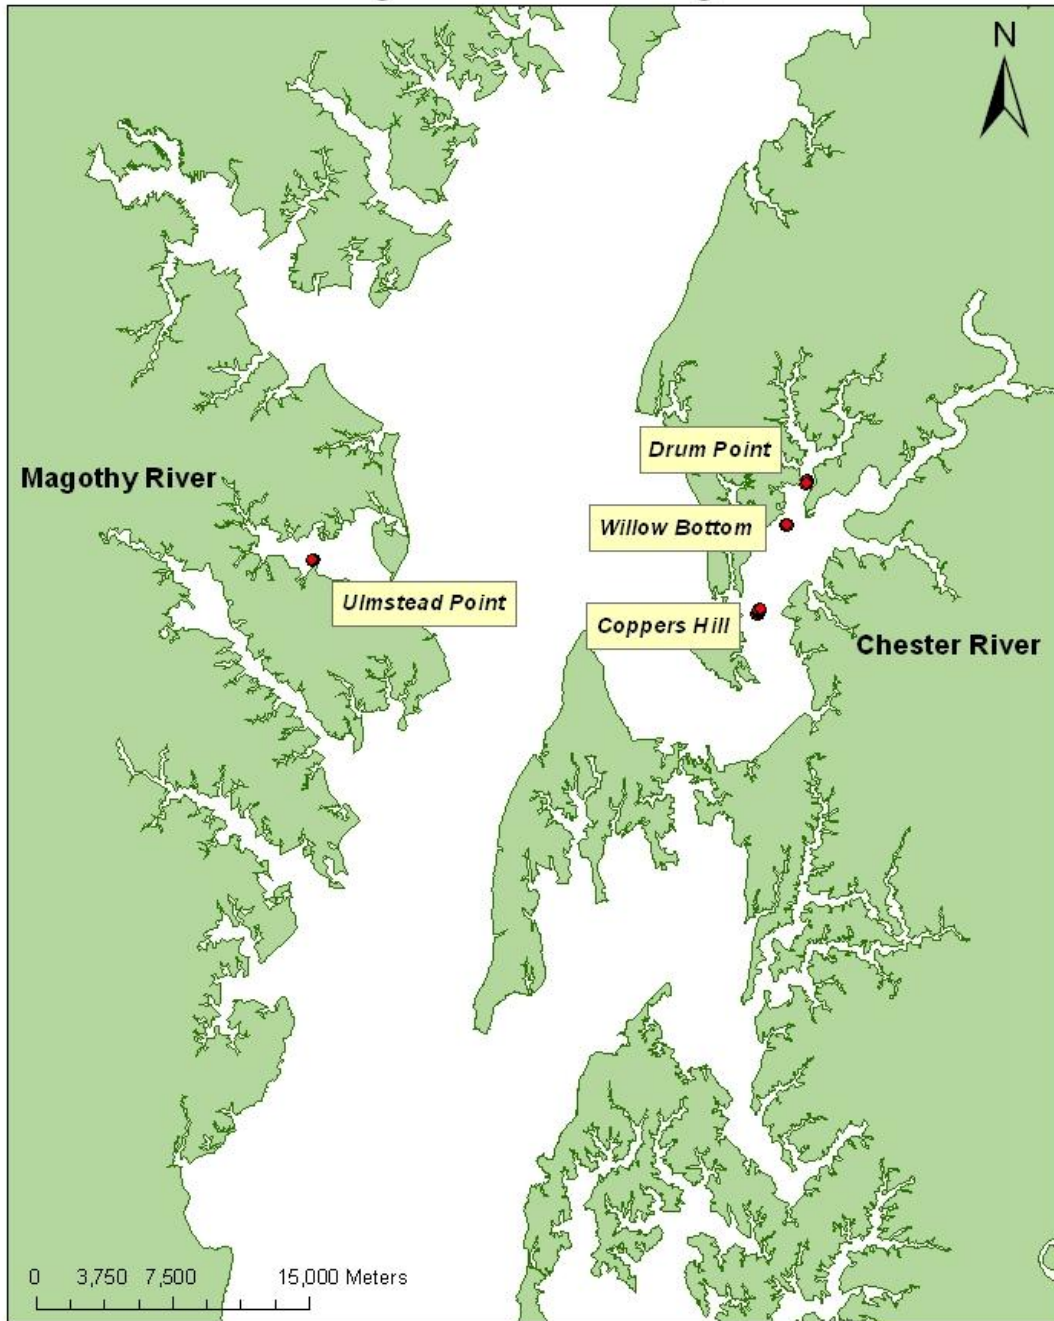 N
Drum Point
Magothy River
Willow Bottom
Ulmstead Point
Coppers Hill
Chester River
0 3,750 7,500 15,000 Meters